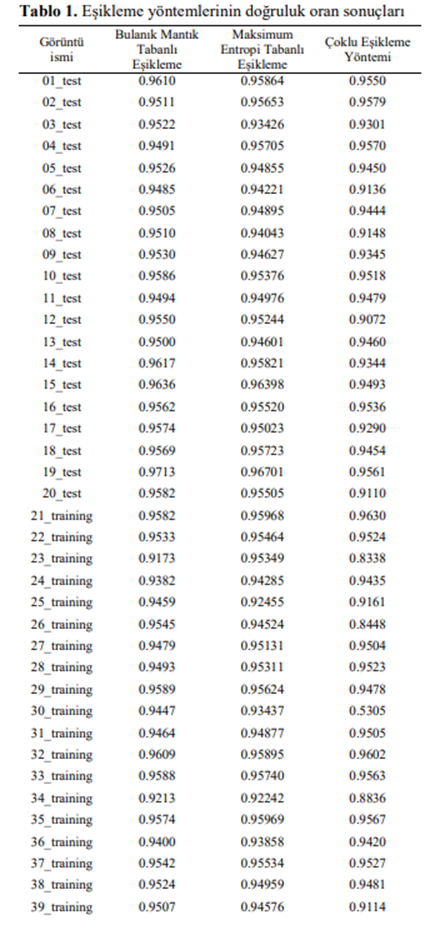 Tablo 1. Eşikleme yöntemlerinin doğruluk oran sonuçları
Görüntü ismi Bulanık Mantık Tabanlı Eşikleme Maksimum Entropi Tabanlı Eşikleme Çoklu Eşikleme Yöntemi
01_test 0.9610 0.95864 0.9550
02_test 0.9511 0.95653 0.9579
03_test 0.9522 0.93426 0.9301
04_test 0.9491 0.95705 0.9570
05_test 0.9526 0.94855 0.9450
06_test 0.9485 0.94221 0.9136
07_test 0.9505 0.94895 0.9444
08_test 0.9510 0.94043 0.9148
09_test 0.9530 0.94627 0.9345
10_test 0.9586 0.95376 0.9518
11_test 0.9494 0.94976 0.9479
12_test 0.9550 0.95244 0.9072
13_test 0.9500 0.94601 0.9460
14_test 0.9617 0.95821 0.9344
15_test 0.9636 0.96398 0.9493
16_test 0.9562 0.95520 0.9536
17_test 0.9574 0.95023 0.9290
18_test 0.9569 0.95723 0.9454
19_test 0.9713 0.96701 0.9561
20_test 0.9582 0.95505 0.9110
21_training 0.9582 0.95968 0.9630
22_training 0.9533 0.95464 0.9524
23_training 0.9173 0.95349 0.8338
24_training 0.9382 0.94285 0.9435
25_training 0.9459 0.92455 0.9161
26_training 0.9545 0.94524 0.8448
27_training 0.9479 0.95131 0.9504
28_training 0.9493 0.95311 0.9523
29_training 0.9589 0.95624 0.9478
30_training 0.9447 0.93437 0.5305
31_training 0.9464 0.94877 0.9505
32_training 0.9609 0.95895 0.9602
33_training 0.9588 0.95740 0.9563
34_training 0.9213 0.92242 0.8836
35_training 0.9574 0.95969 0.9567
36_training 0.9400 0.93858 0.9420
37_training 0.9542 0.95534 0.9527
38_training 0.9524 0.94959 0.9481
39_training 0.9507 0.94576 0.9114